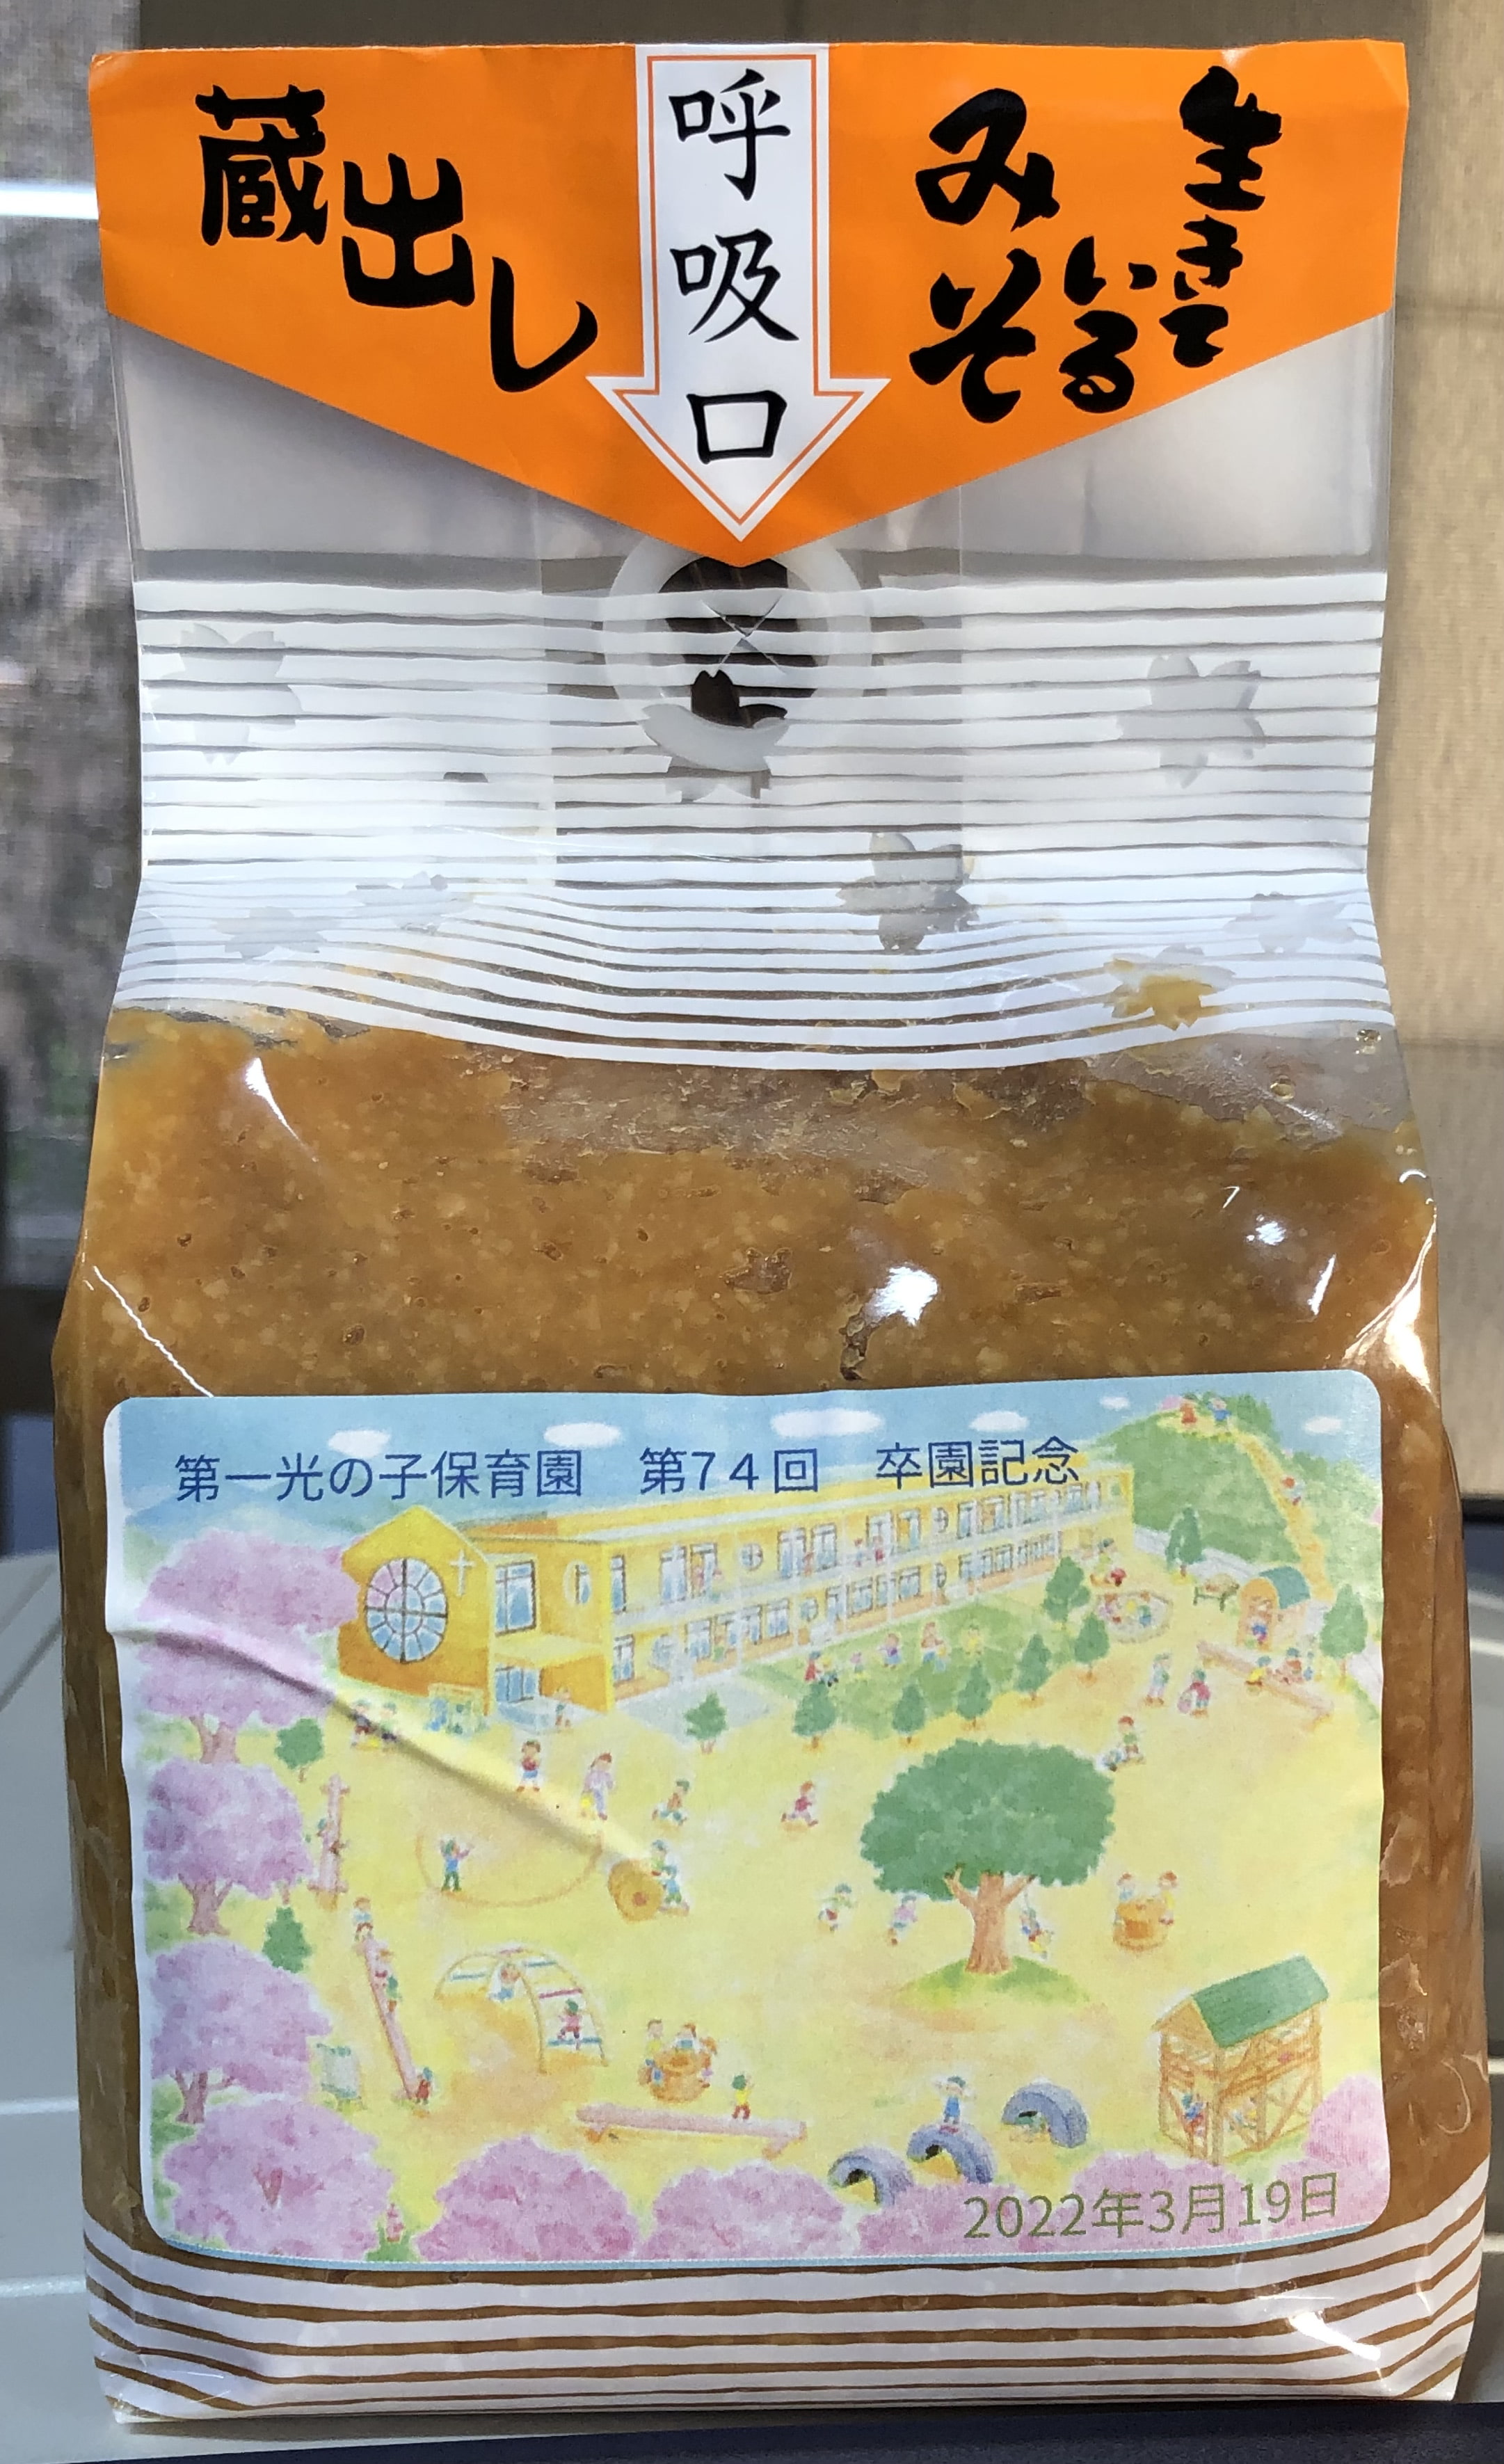 生きて
いる
みそ
呼吸口
蔵出し
第一光の子保育園　第7４回　卒園記念
2022年3月19日